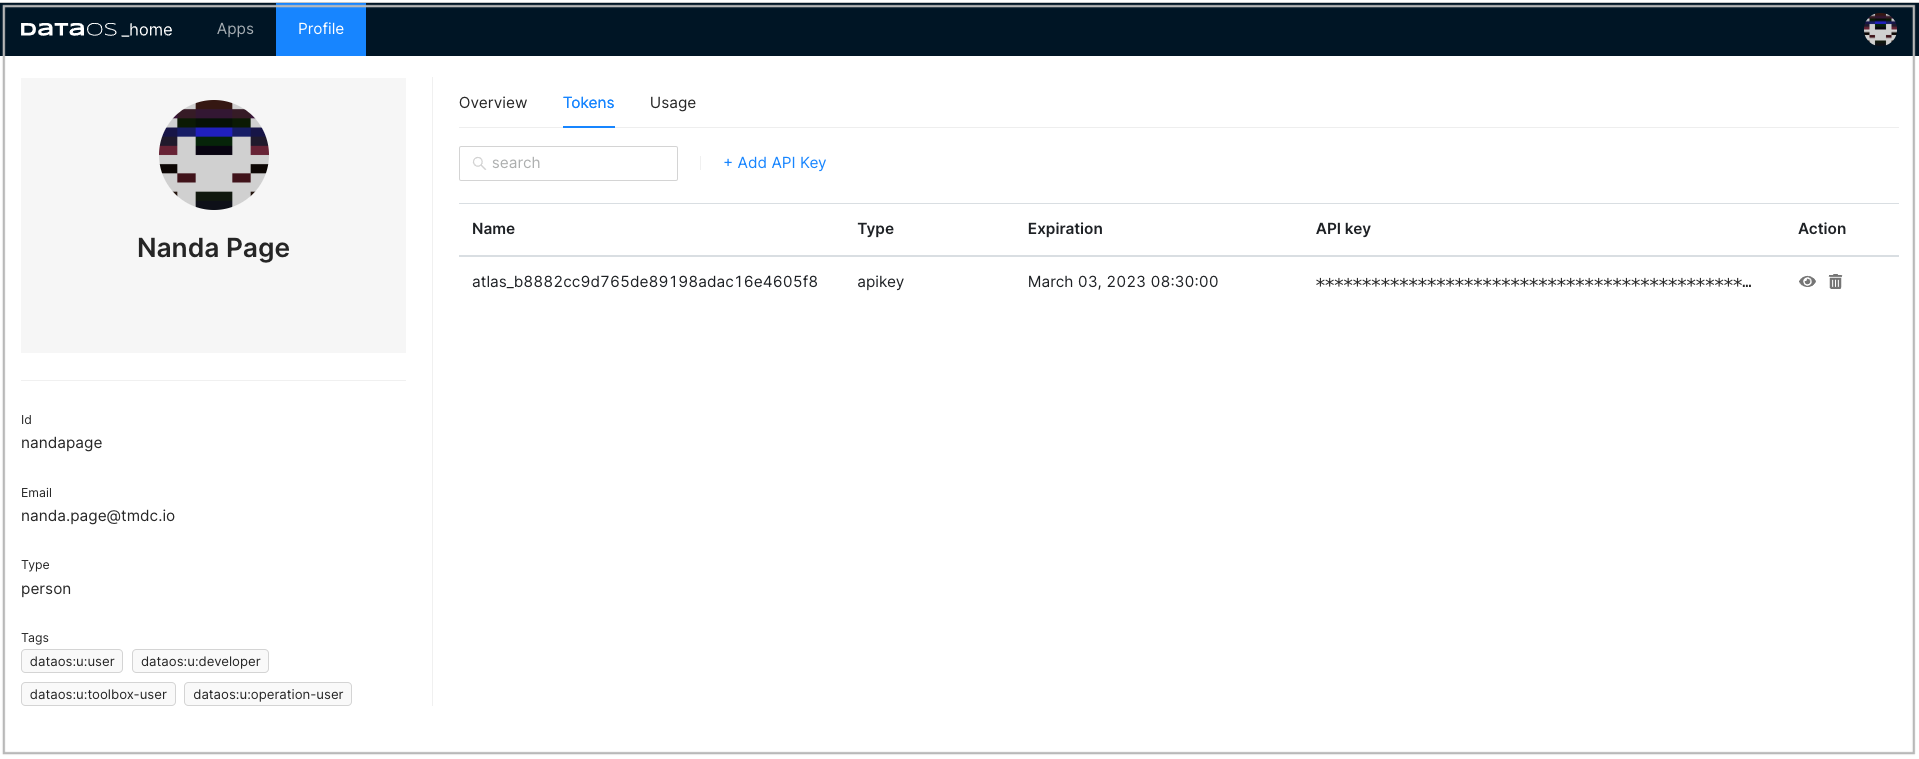 DATAOS_home Apps Profile
Nanda Page
Id
nandapage
Email
nanda.page@tmdc.io
Type
person
Tags
dataos:u:user dataos:u:developer
dataos:u:toolbox-user dataos:u:operation-user
Overview Tokens Usage
search + Add API Key
Name Type Expiration API key Action
atlas_b8882cc9d765de89198adac16e4605f8 apikey March 03, 2023 08:30:00 ***********************************************…